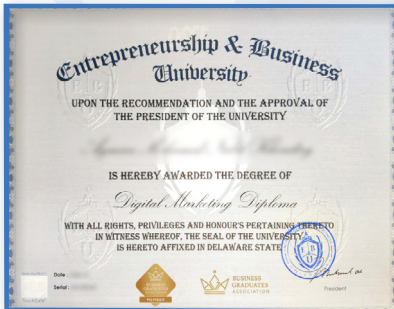 Entrepreneurship & Business
University
UPON THE RECOMMENDATION AND THE APPROVAL OF
THE PRESIDENT OF THE UNIVERSITY
IS HEREBY AWARDED THE DEGREE OF
Digital Marketing Diploma
WITH ALL RIGHTS, PRIVILEGES AND HONOUR'S PERTAINING THERETO
IN WITNESS WHEREOF, THE SEAL OF THE UNIVERSITY
IS HERETO AFFIXED IN DELAWARE STATE
Date :
Serial :
BUSINESS
GRADUATES
ASSOCIATION
MEMBER
President